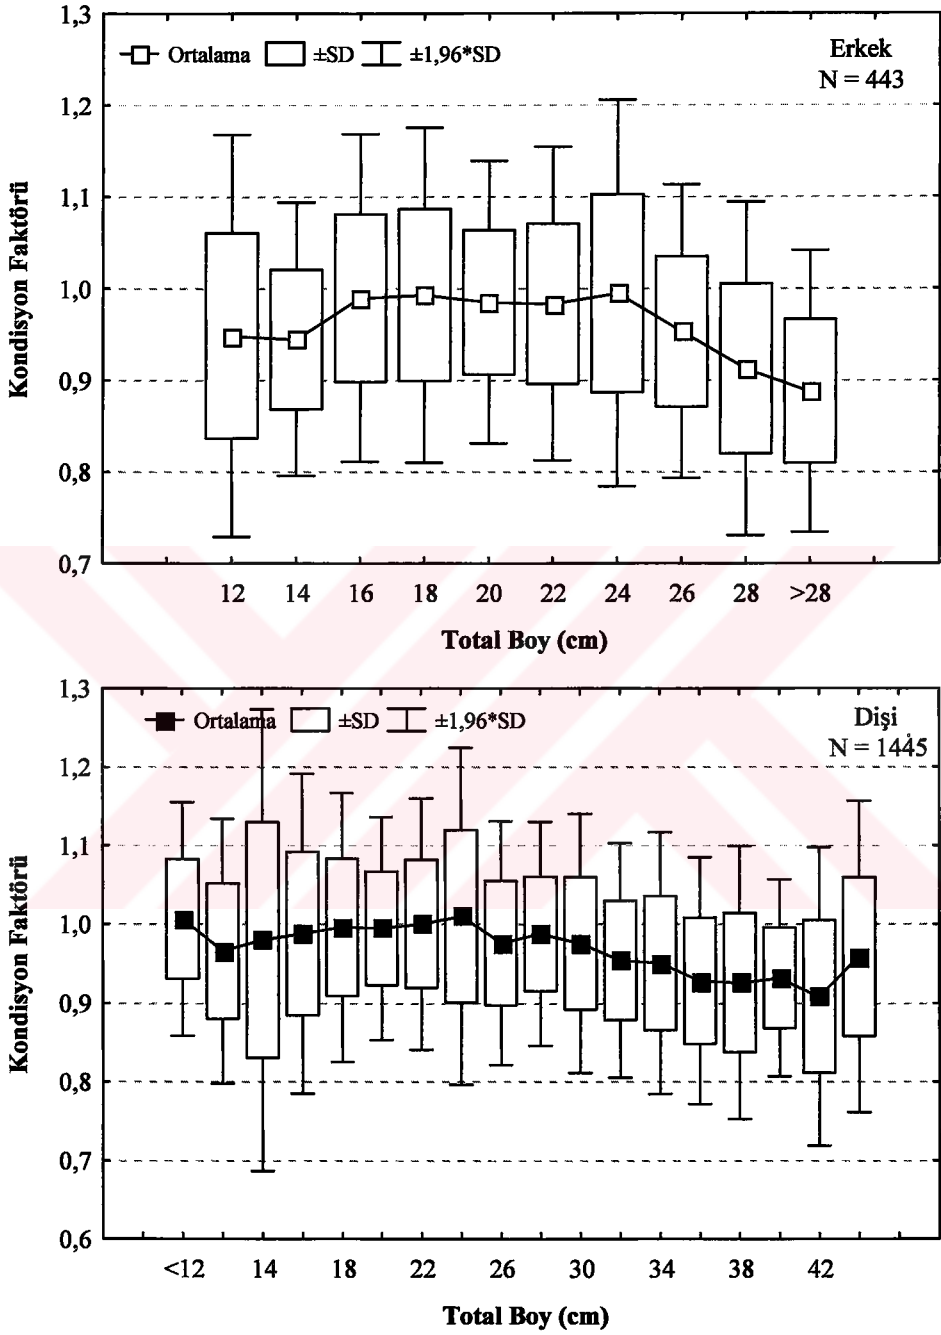 1,3
Ortalama ±SD ±1,96*SD
Erkek
N = 443
1,2
1,1
1,0
0,9
0,8
0,7
Kondisyon Faktörü
12 14 16 18 20 22 24 26 28 >28
Total Boy (cm)
1,3
Ortalama ±SD ±1,96*SD
Dişi
N = 1445
1,2
1,1
1,0
0,9
0,8
0,7
0,6
Kondisyon Faktörü
<12 14 18 22 26 30 34 38 42
Total Boy (cm)